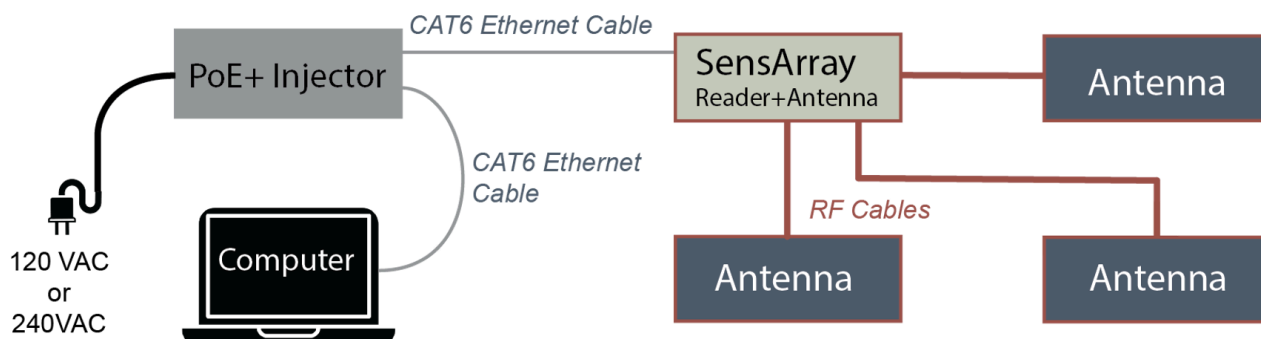 CAT6 Ethernet Cable
PoE+ Injector
SensArray
Reader+Antenna
Antenna
CAT6 Ethernet
Cable
120 VAC
or
240VAC
Computer
RF Cables
Antenna
Antenna